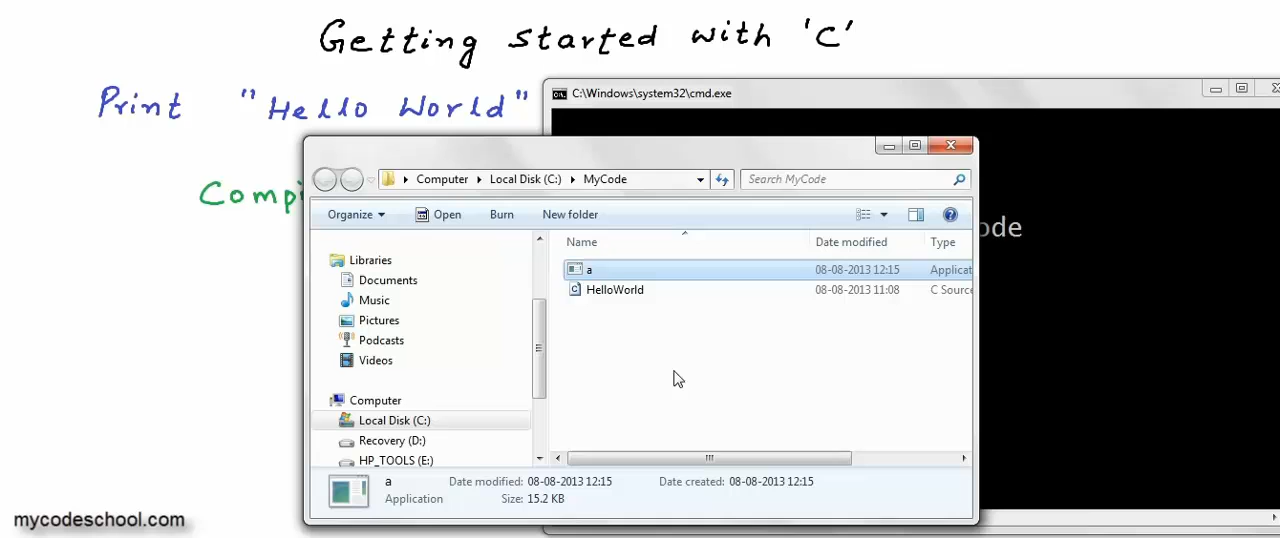 Getting started with 'C'
Print "Hello World"
C:\Windows\system32\cmd.exe
Computer Local Disk (C:) MyCode
Search MyCode
Organize Open Burn New folder
Name Date modified Type
a 08-08-2013 12:15 Applicat
HelloWorld 08-08-2013 11:08 C Source
Libraries
Documents
Music
Pictures
Podcasts
Videos
Computer
Local Disk (C:)
Recovery (D:)
HP_TOOLS (E:)
a Date modified: 08-08-2013 12:15 Date created: 08-08-2013 12:15
Application Size: 15.2 KB
Compi
ode
mycodeschool.com